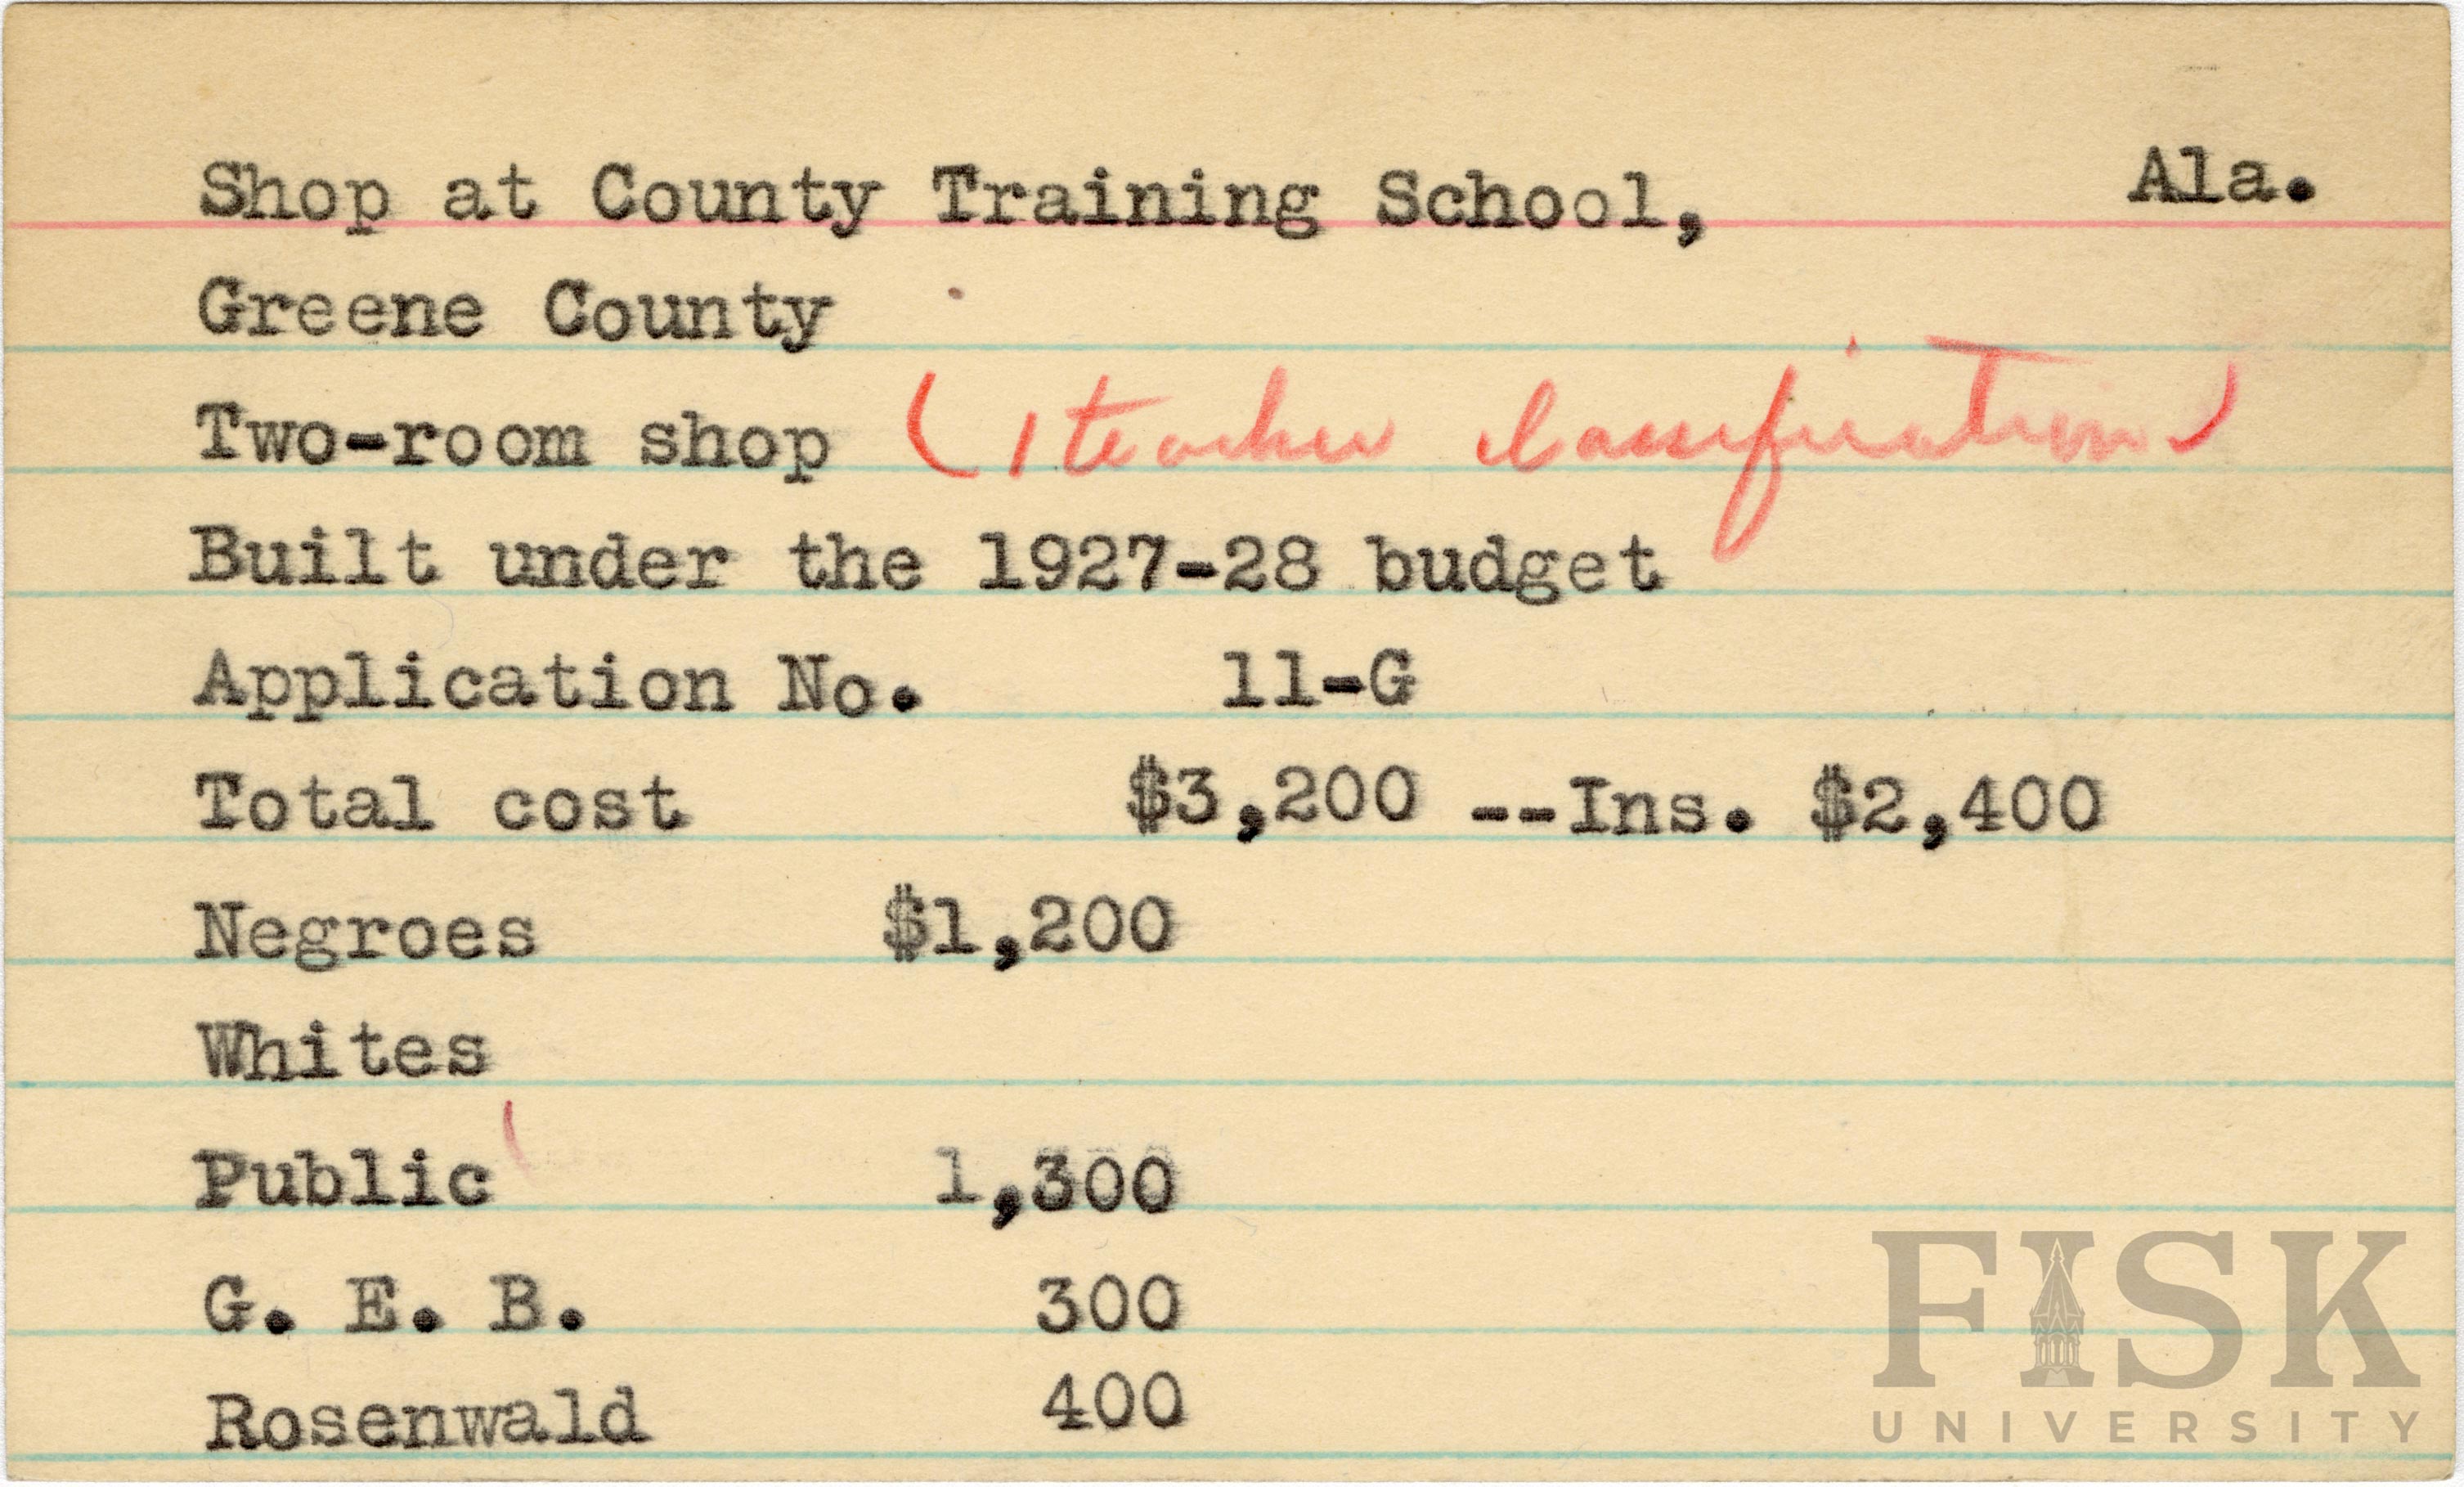 Shop at County Training School, Ala.
Greene County
Two-room shop (1 teacher classification)
Built under the 1927-28 budget
Application No. 11-G
Total cost $3,200 --Ins. $2,400
Negroes $1,200
Whites
Public 1,300
G. E. B. 300
Rosenwald 400
FISK
UNIVERSITY